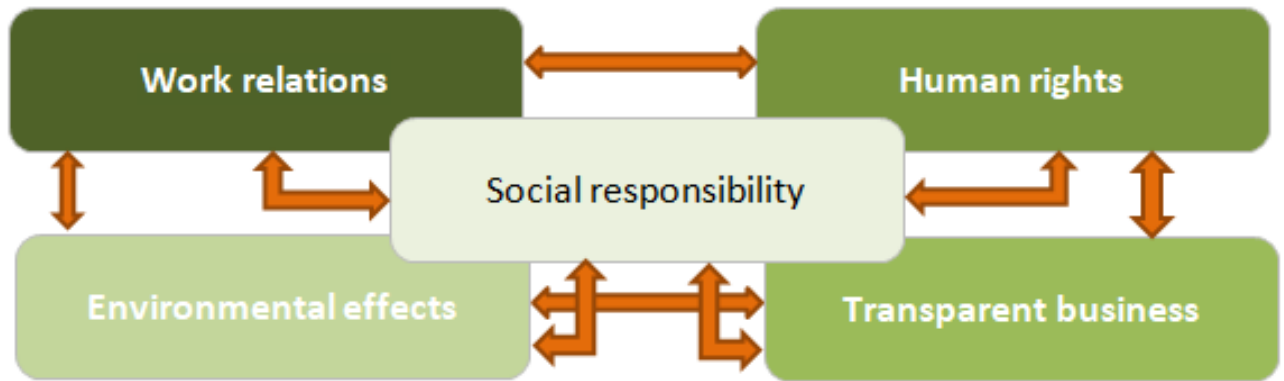 Work relations
Human rights
Social responsibility
Environmental effects
Transparent business